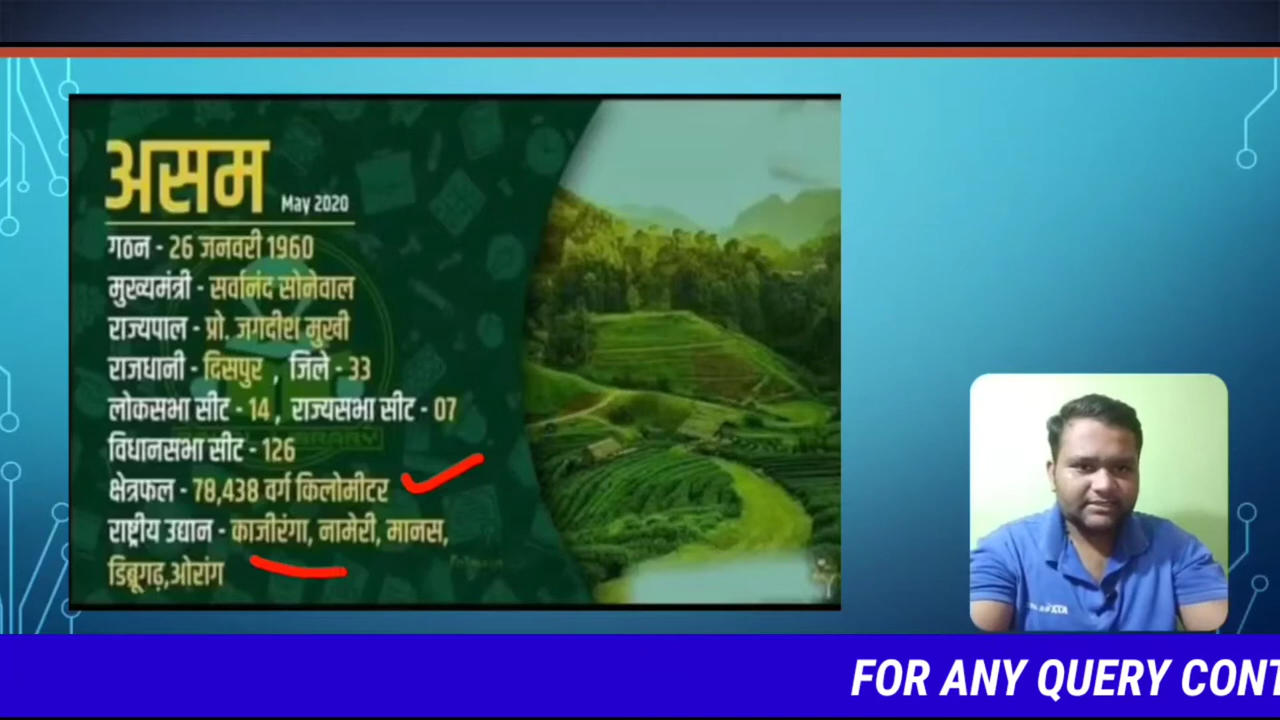 असम May 2020
गठन - 26 जनवरी 1960
मुख्यमंत्री - सर्वानंद सोनेवाल
राज्यपाल - प्रो. जगदीश मुखी
राजधानी - दिसपुर , जिले - 33
लोकसभा सीट - 14 , राज्यसभा सीट - 07
विधानसभा सीट - 126
क्षेत्रफल - 78,438 वर्ग किलोमीटर
राष्ट्रीय उद्यान - काजीरंगा, नामेरी, मानस,
डिब्रूगढ़,ओरांग
FOR ANY QUERY CONT